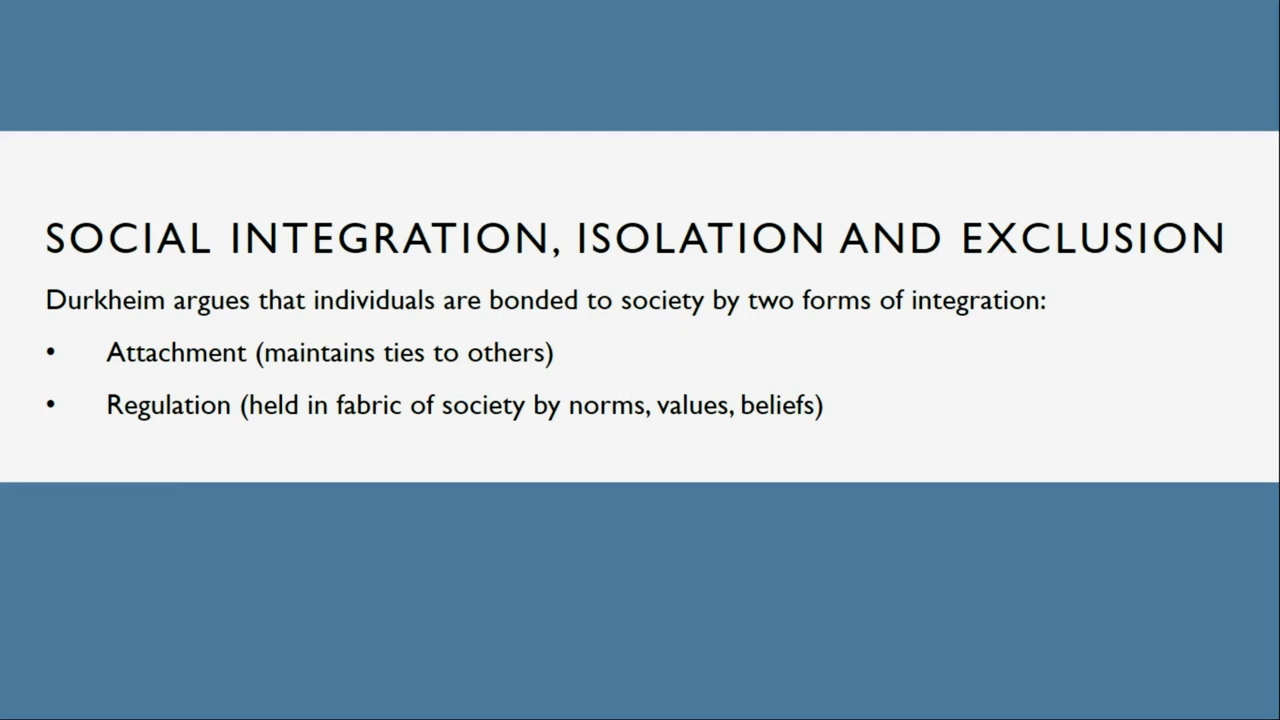 SOCIAL INTEGRATION, ISOLATION AND EXCLUSION
Durkheim argues that individuals are bonded to society by two forms of integration:
• Attachment (maintains ties to others)
• Regulation (held in fabric of society by norms, values, beliefs)